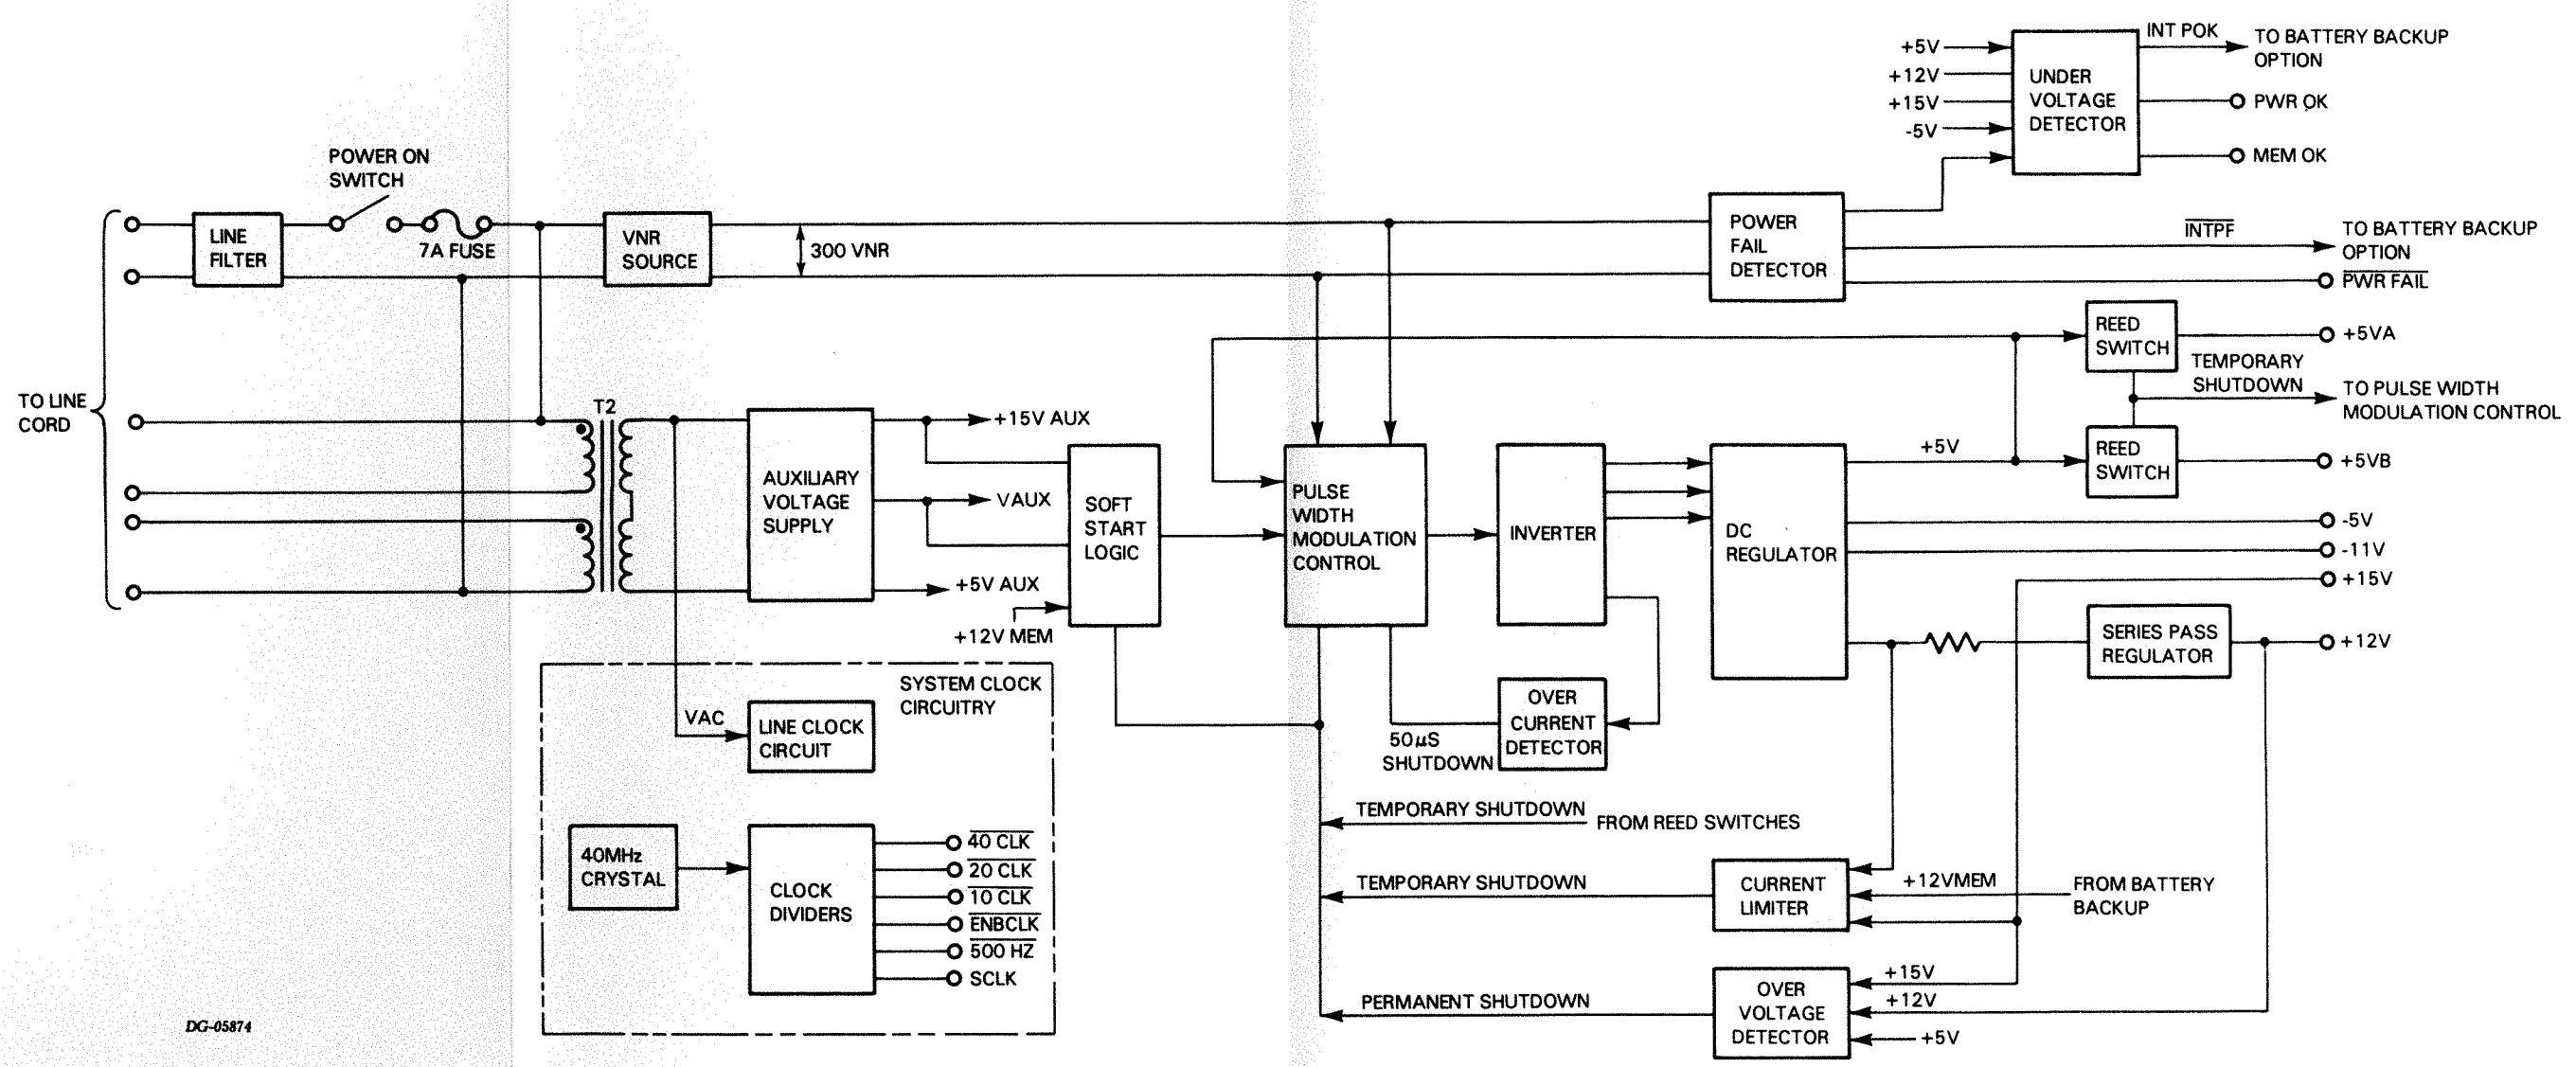 INT POK
TO BATTERY BACKUP
OPTION
+5V
+12V
+15V
-5V
UNDER
VOLTAGE
DETECTOR
PWR OK
MEM OK
POWER ON
SWITCH
LINE
FILTER
7A FUSE
VNR
SOURCE
300 VNR
POWER
FAIL
DETECTOR
INTPF
TO BATTERY BACKUP
OPTION
PWR FAIL
REED
SWITCH
+5VA
TEMPORARY
SHUTDOWN
TO PULSE WIDTH
MODULATION CONTROL
TO LINE
CORD
T2
AUXILIARY
VOLTAGE
SUPPLY
+15V AUX
VAUX
+5V AUX
+12V MEM
SOFT
START
LOGIC
PULSE
WIDTH
MODULATION
CONTROL
INVERTER
DC
REGULATOR
+5V
REED
SWITCH
+5VB
-5V
-11V
+15V
SERIES PASS
REGULATOR
+12V
SYSTEM CLOCK
CIRCUITRY
VAC
LINE CLOCK
CIRCUIT
50µS
SHUTDOWN
OVER
CURRENT
DETECTOR
TEMPORARY SHUTDOWN
FROM REED SWITCHES
40MHz
CRYSTAL
CLOCK
DIVIDERS
40 CLK
20 CLK
10 CLK
ENBCLK
500 HZ
SCLK
TEMPORARY SHUTDOWN
CURRENT
LIMITER
+12VMEM
FROM BATTERY
BACKUP
PERMANENT SHUTDOWN
OVER
VOLTAGE
DETECTOR
+15V
+12V
+5V
DG-05874